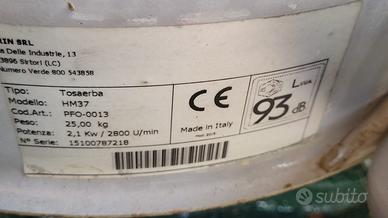 RIN SRL
a Delle Industrie, 13
3896 Sirtori (LC)
Numero Verde 800 543858
Tipo: Tosaerba
Modello: HM37
Cod.Art.: PFO-0013
Peso: 25,00 kg
Potenza: 2,1 Kw / 2800 U/min
N° Serie: 15100787218
CE
Made in Italy
LWA
93 dB
subito